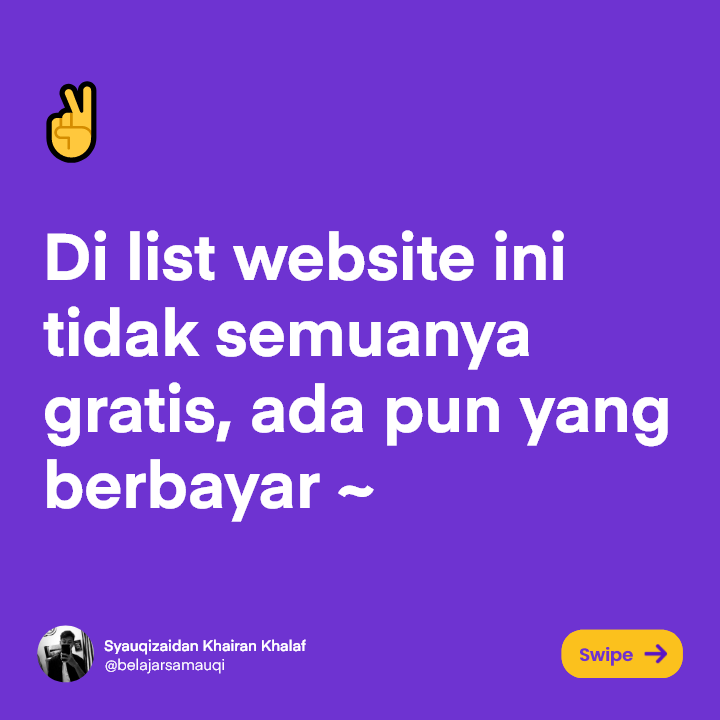 Di list website ini
tidak semuanya
gratis, ada pun yang
berbayar ~
Syauqizaidan Khairan Khalaf
@belajarsamauqi
Swipe